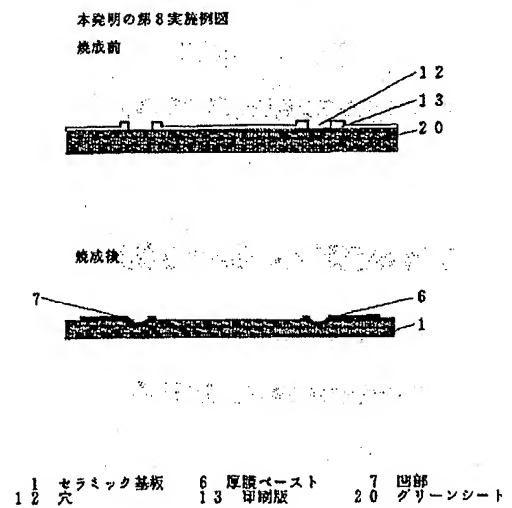 本発明の第8実施例図
焼成前
12
13
20
焼成後
7
6
1
1 セラミック基板 6 厚膜ペースト 7 凹部
12 穴 13 印刷版 20 グリーンシート